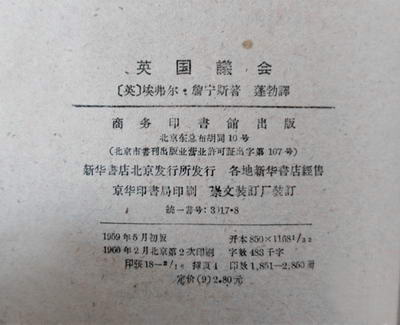 英国議会
〔英〕埃弗尔·詹宁斯著 蓬勃譯
商务印書館出版
北京东总布胡同10号
(北京市書刊出版业营业許可証出字第107号)
新华書店北京发行所发行 各地新华書店經售
京华印書局印刷 崇文装訂厂装訂
統一書号:3017·8
1959年5月初版 开本850×1168 1/32
1960年2月北京第2次印刷 字数483千字
印張18 插頁4 印数1,851—2,850册
定价(9)2.80元